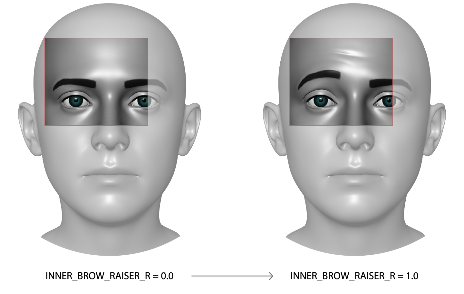 INNER_BROW_RAISER_R = 0.0
INNER_BROW_RAISER_R = 1.0